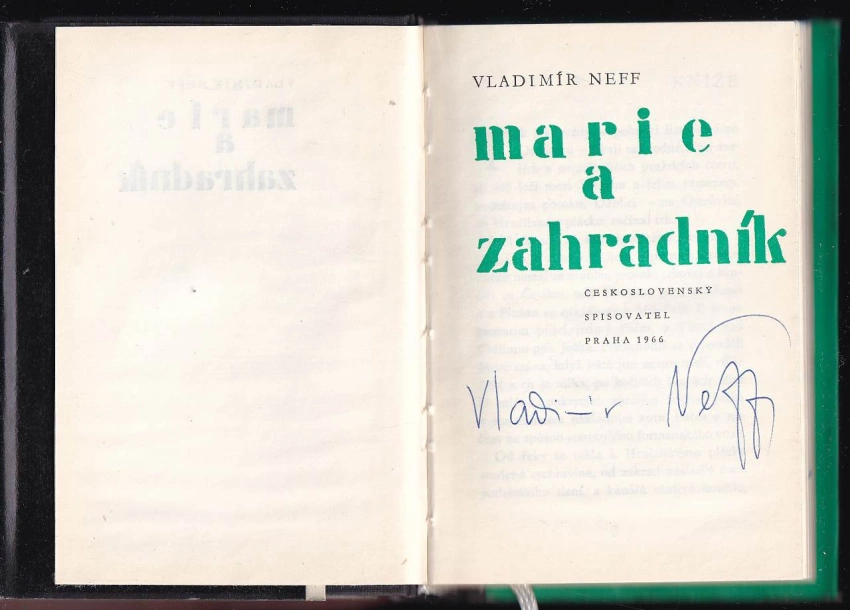 VLADIMÍR NEFF
marie
a
zahradník
ČESKOSLOVENSKÝ
SPISOVATEL
PRAHA 1966
Vladimír Neff